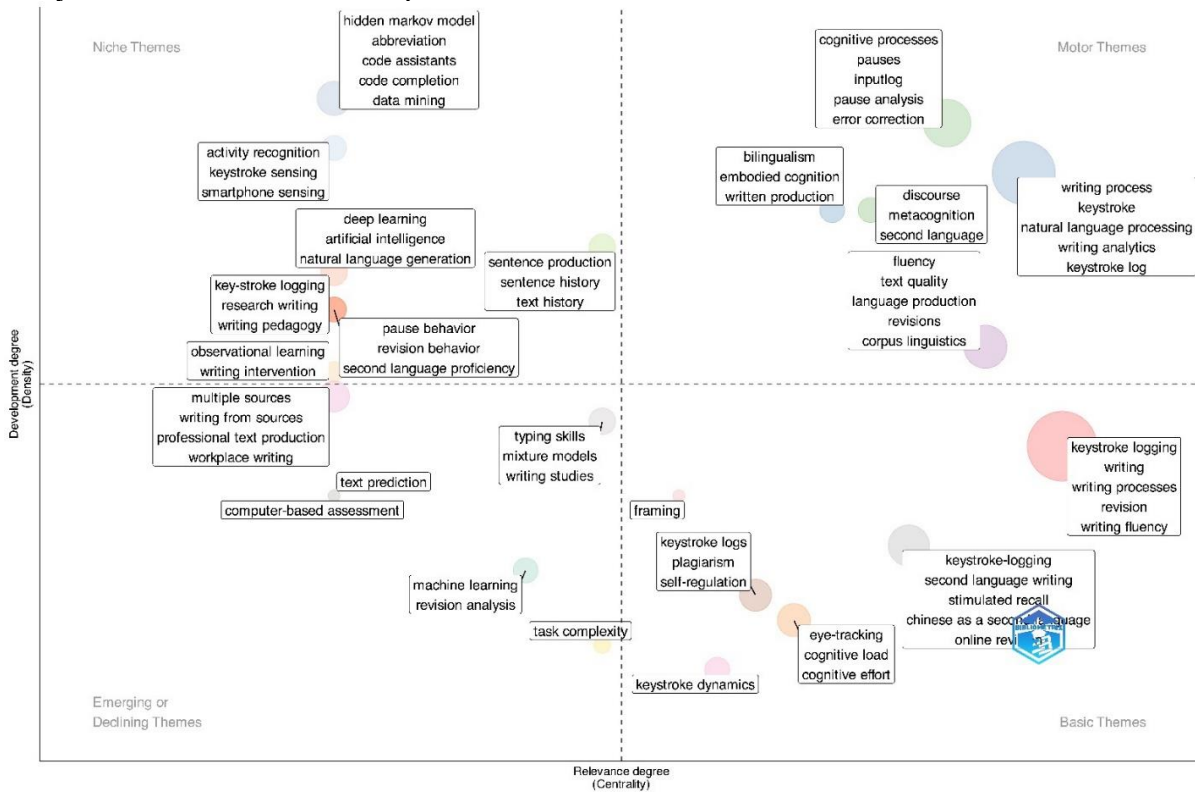 Niche Themes
hidden markov model
abbreviation
code assistants
code completion
data mining
activity recognition
keystroke sensing
smartphone sensing
deep learning
artificial intelligence
natural language generation
key-stroke logging
research writing
writing pedagogy
pause behavior
revision behavior
second language proficiency
observational learning
writing intervention
sentence production
sentence history
text history
Motor Themes
cognitive processes
pauses
inputlog
pause analysis
error correction
bilingualism
embodied cognition
written production
discourse
metacognition
second language
writing process
keystroke
natural language processing
writing analytics
keystroke log
fluency
text quality
language production
revisions
corpus linguistics
multiple sources
writing from sources
professional text production
workplace writing
text prediction
computer-based assessment
typing skills
mixture models
writing studies
machine learning
revision analysis
task complexity
Emerging or
Declining Themes
framing
keystroke logging
writing
writing processes
revision
writing fluency
keystroke logs
plagiarism
self-regulation
keystroke-logging
second language writing
stimulated recall
chinese as a second language
online
eye-tracking
cognitive load
cognitive effort
keystroke dynamics
Basic Themes
Development degree
(Density)
Relevance degree
(Centrality)